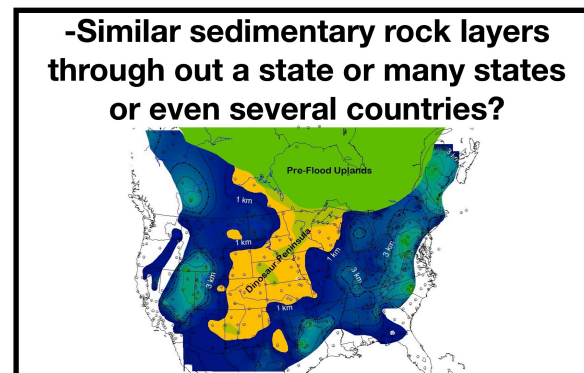 -Similar sedimentary rock layers
through out a state or many states
or even several countries?
3 km
Pre-Flood Uplands
1 km
1 km
Dinosaur Peninsula
1 km
3 km
3 km
3 km
1 km